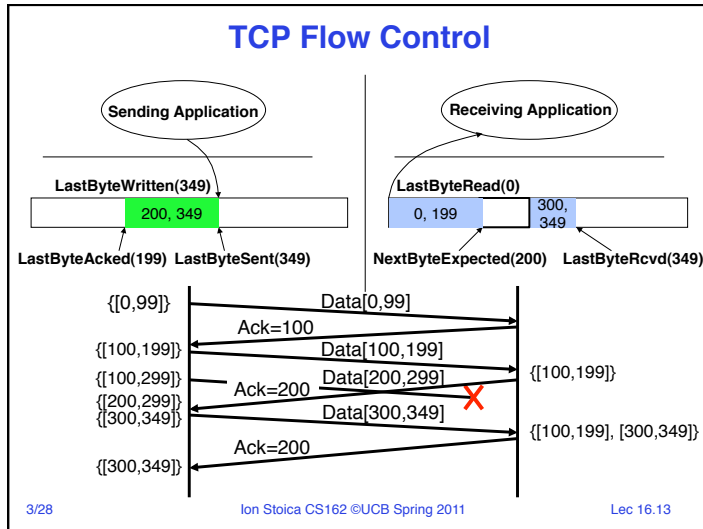 TCP Flow Control
Sending Application
Receiving Application
LastByteWritten(349)
LastByteRead(0)
200, 349
0, 199
300,
349
LastByteAcked(199)
LastByteSent(349)
NextByteExpected(200)
LastByteRcvd(349)
{[0,99]}
Data[0,99]
Ack=100
{[100,199]}
Data[100,199]
{[100,299]}
Data[200,299]
{[100,199]}
Ack=200
{[200,299]}
{[300,349]}
Data[300,349]
{[100,199], [300,349]}
Ack=200
{[300,349]}
3/28
Ion Stoica CS162 ©UCB Spring 2011
Lec 16.13